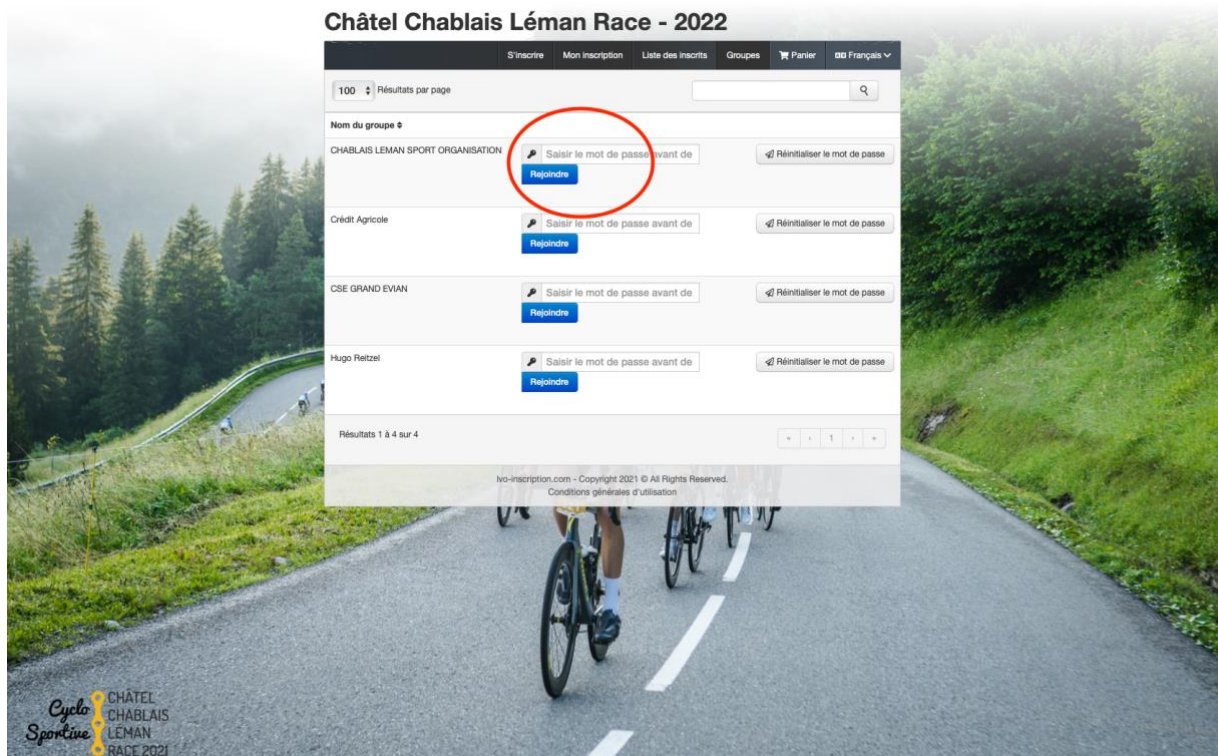 Châtel Chablais Léman Race - 2022
S'inscrire Mon inscription Liste des inscrits Groupes Panier Français
100 Résultats par page
Nom du groupe
CHABLAIS LEMAN SPORT ORGANISATION Saisir le mot de passe avant de Réinitialiser le mot de passe
Rejoindre
Crédit Agricole Saisir le mot de passe avant de Réinitialiser le mot de passe
Rejoindre
CSE GRAND EVIAN Saisir le mot de passe avant de Réinitialiser le mot de passe
Rejoindre
Hugo Reitzel Saisir le mot de passe avant de Réinitialiser le mot de passe
Rejoindre
Résultats 1 à 4 sur 4 « ‹ 1 › »
Ivo-inscription.com - Copyright 2021 © All Rights Reserved.
Conditions générales d'utilisation
Cyclo Sportive
CHÂTEL
CHABLAIS
LÉMAN
RACE 2021